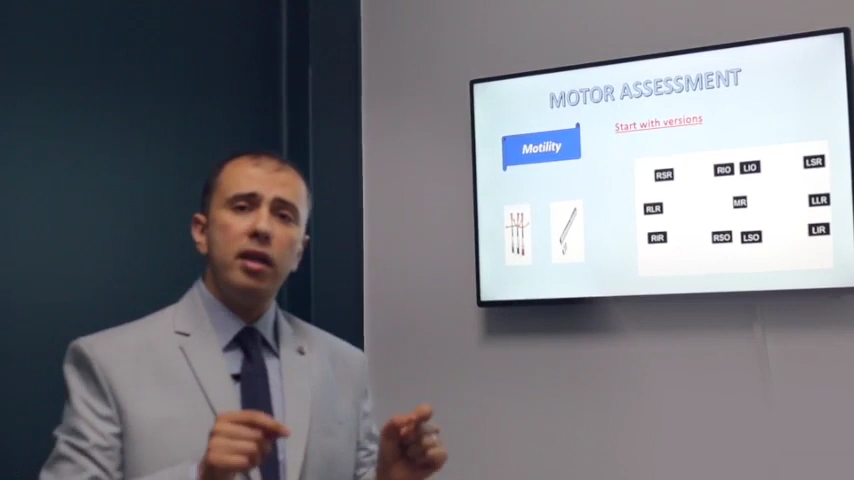 MOTOR ASSESSMENT
Start with versions
Motility
RSR RIO LIO LSR
RLR MR LLR
RIR RSO LSO LIR